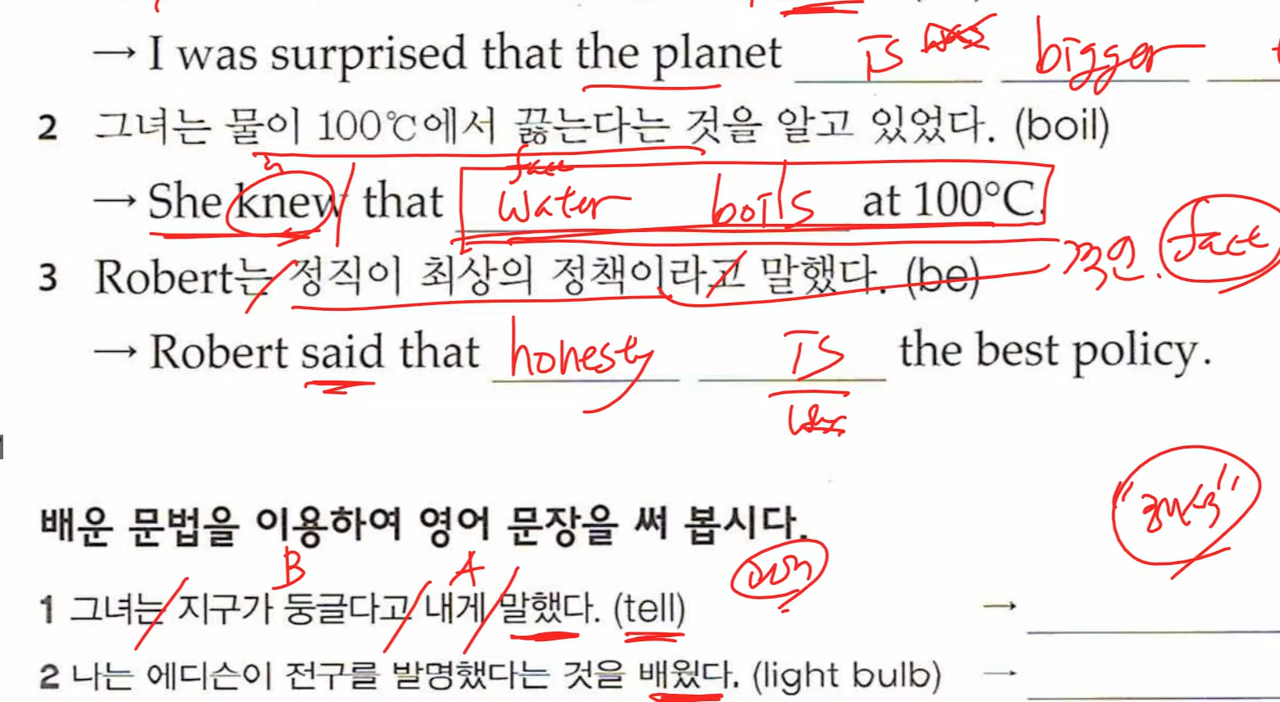 → I was surprised that the planet is bigger
2 그녀는 물이 100℃에서 끓는다는 것을 알고 있었다. (boil)
fact
→ She knew that water boils at 100°C.
3 Robert는 정직이 최상의 정책이라고 말했다. (be) 격언. fact
→ Robert said that honesty is the best policy.
was
배운 문법을 이용하여 영어 문장을 써 봅시다.
B A
1 그녀는 지구가 둥글다고 내게 말했다. (tell) →
2 나는 에디슨이 전구를 발명했다는 것을 배웠다. (light bulb) →